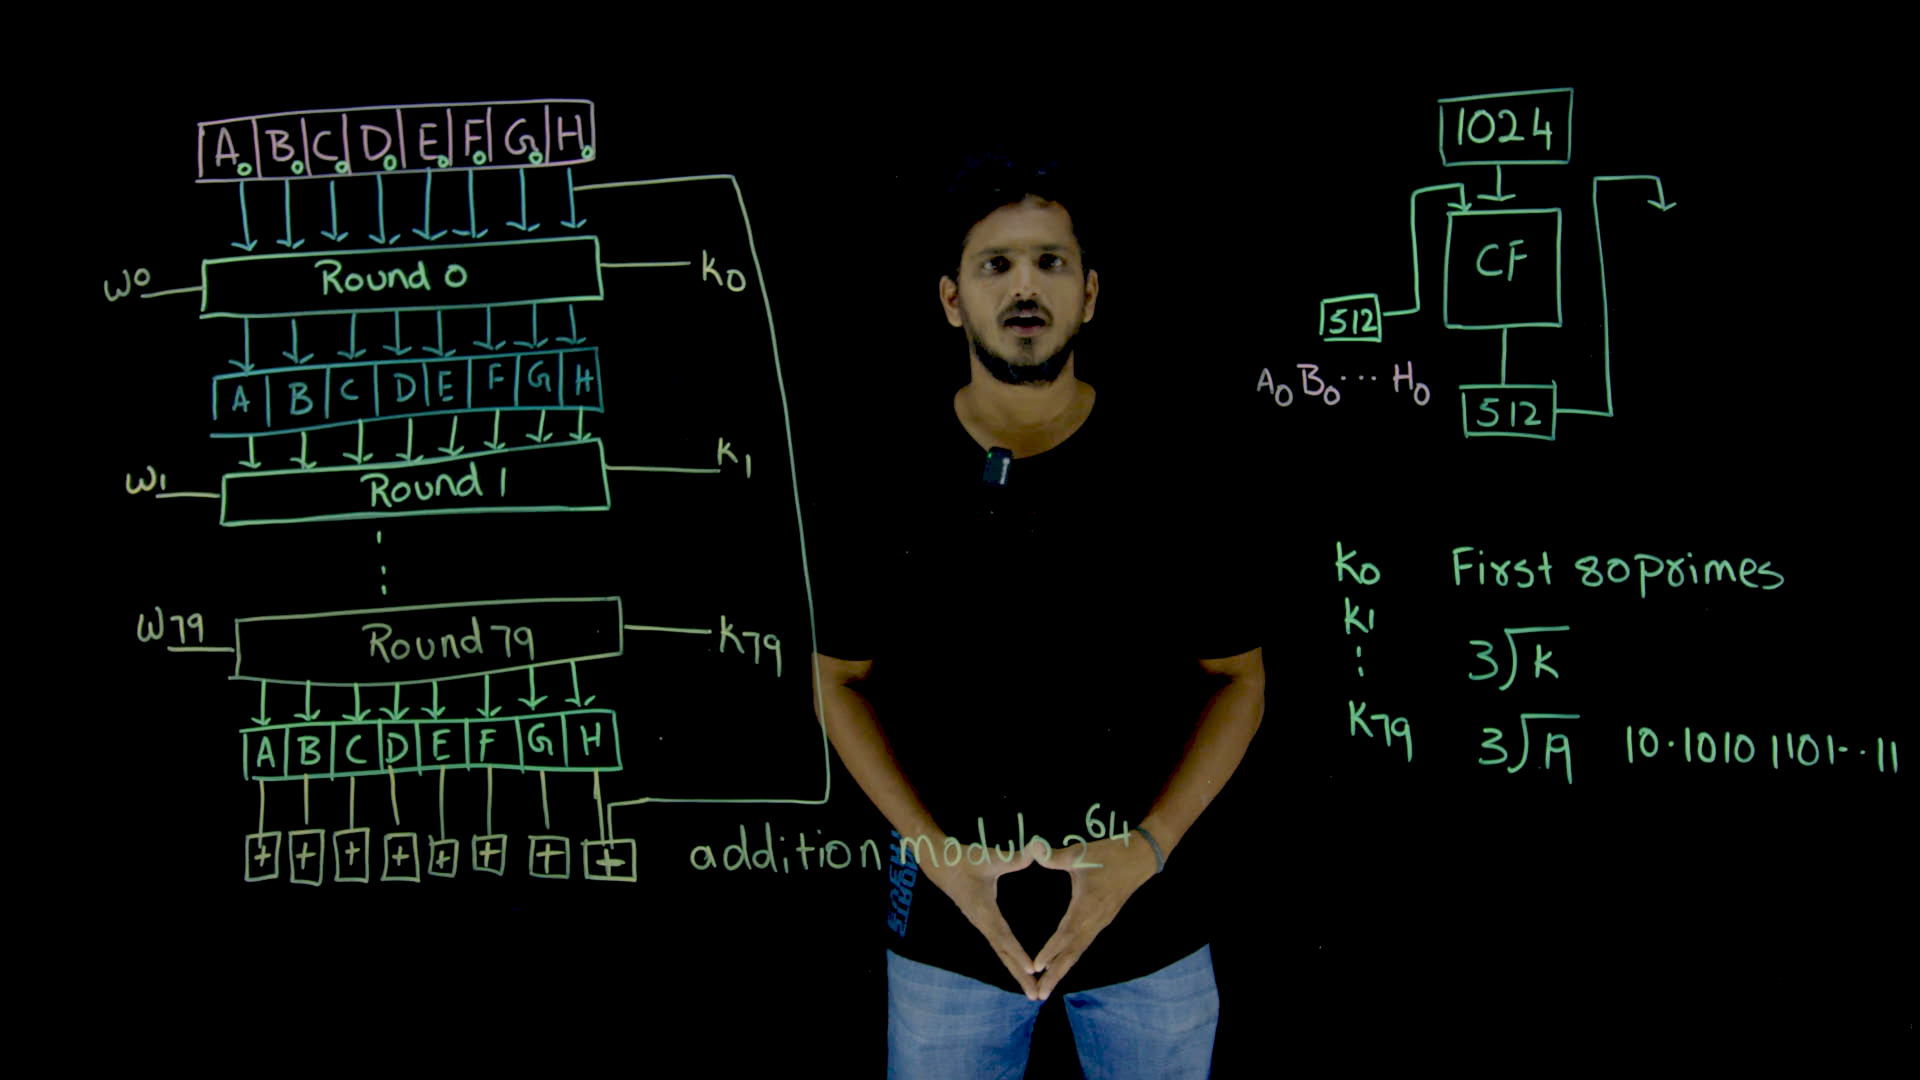 A₀ B₀ C₀ D₀ E₀ F₀ G₀ H₀
W0 Round 0 K0
A B C D E F G H
W1 Round 1 K1
W79 Round 79 K79
A B C D E F G H
+ + + + + + + +
addition modulo 2^64
1024
CF
512
A₀ B₀ ... H₀
512
K0 First 80 primes
K1
⋮ 3√K
K79 3√19 10.1010 1101-..11